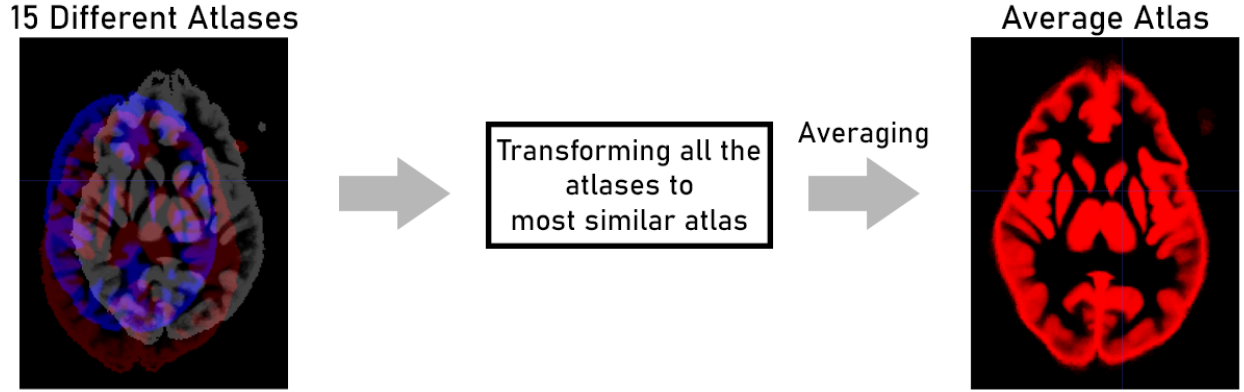 15 Different Atlases
Transforming all the
atlases to
most similar atlas
Averaging
Average Atlas